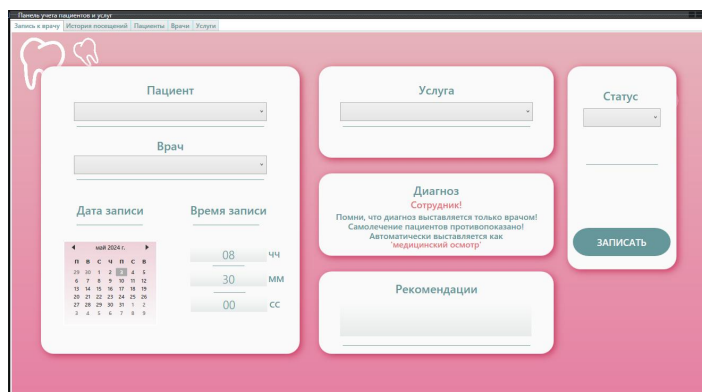 Панель учета пациентов и услуг
Запись к врачу История посещений Пациенты Врачи Услуги
Пациент
Врач
Дата записи
май 2024 г.
П В С Ч П С В
29 30 1 2 3 4 5
6 7 8 9 10 11 12
13 14 15 16 17 18 19
20 21 22 23 24 25 26
27 28 29 30 31 1 2
3 4 5 6 7 8 9
Время записи
08 чч
30 мм
00 сс
Услуга
Диагноз
Сотрудник!
Помни, что диагноз выставляется только врачом!
Самолечение пациентов противопоказано!
Автоматически выставляется как
'медицинский осмотр'
Рекомендации
Статус
ЗАПИСАТЬ